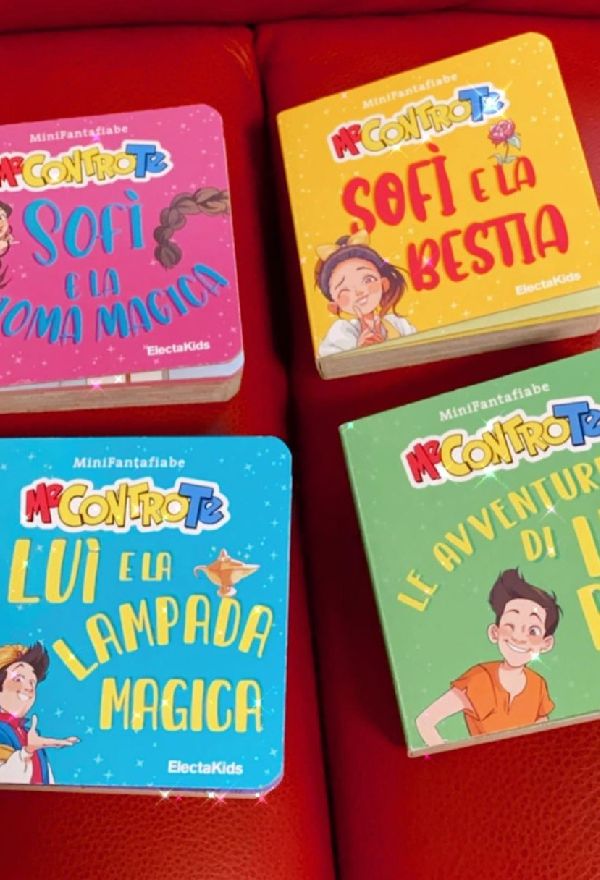 MiniFantafiabe
Me CONTRO Te
SOFÌ
E LA
MAGICA
ElectaKids
MiniFantafiabe
Me CONTRO Te
SOFÌ E LA
BESTIA
ElectaKids
MiniFantafiabe
Me CONTRO Te
LUÌ E LA
LAMPADA
MAGICA
ElectaKids
MiniFantafiabe
Me CONTRO Te
LE AVVENTURE
DI